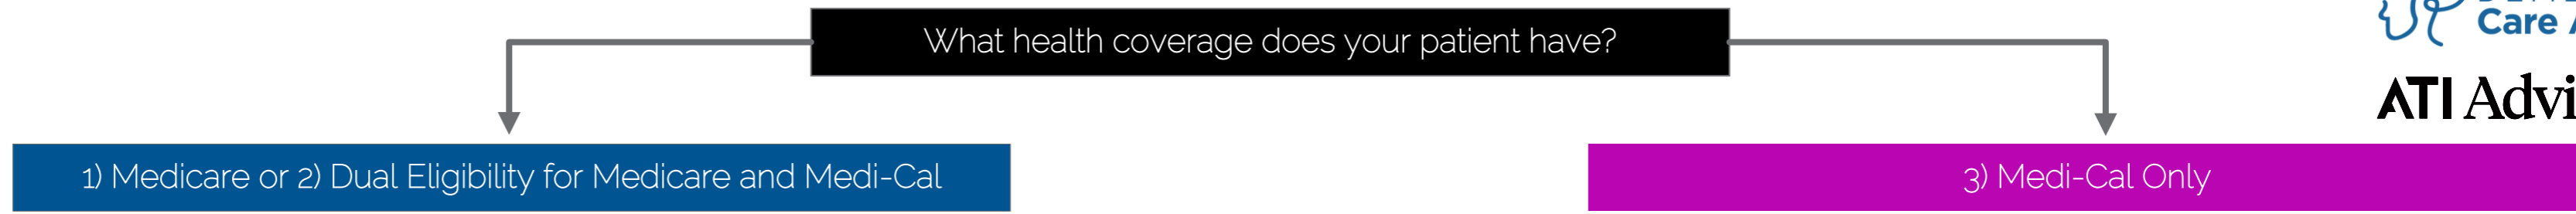 What health coverage does your patient have?
Care
ATI
1) Medicare or 2) Dual Eligibility for Medicare and Medi-Cal
3) Medi-Cal Only